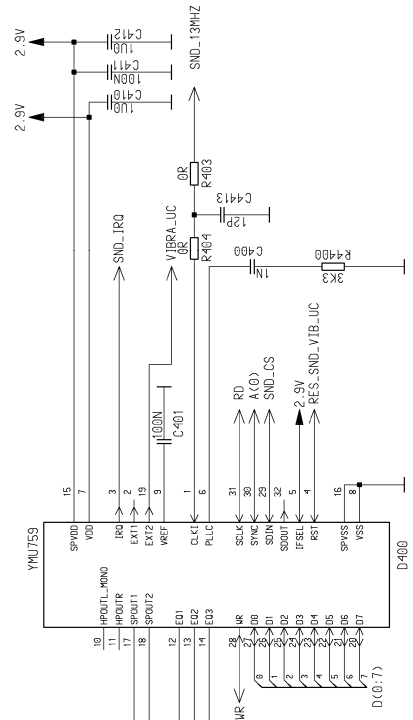 2.9V
2.9V
C412
1U0
C411
100N
C410
1U0
SND_13MHZ
0R
R403
C4413
12P
0R
R404
SND_IRQ
VIBRA_UC
C400
1N
R4400
3K3
100N
C401
RD
A(0)
SND_CS
2.9V
RES_SND_VIB_UC
15
7
3
2
19
9
1
6
31
30
29
32
5
4
16
8
YMU759
SPVDD
VDD
IRQ
EXT1
EXT2
VREF
CLKI
PLLC
SCLK
SYNC
SDIN
SDOUT
IFSEL
RST
SPVSS
VSS
D400
HPOUTL_MONO
HPOUTR
SPOUT1
SPOUT2
EQ1
EQ2
EQ3
WR
D0
D1
D2
D3
D4
D5
D6
D7
10
11
17
18
12
13
14
28
27
26
25
24
23
22
21
20
WR
0
1
2
3
4
5
6
7
D(0:7)